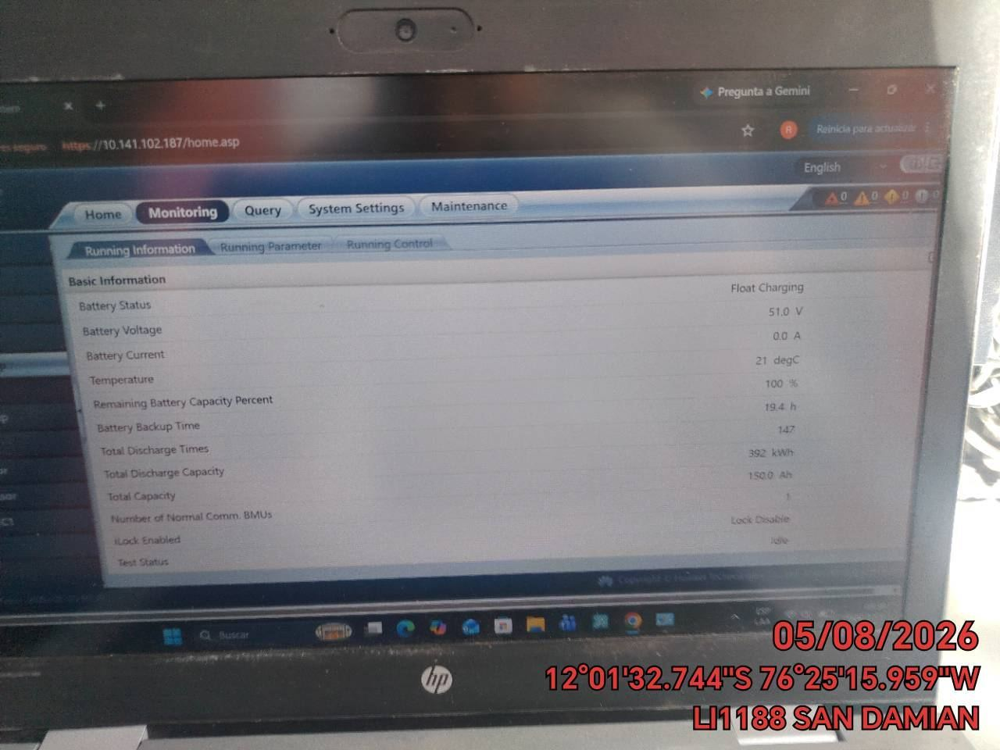 Pregunta a Gemini
https://10.141.102.187/home.asp
R
Reinicia para actualizar
English
Home
Monitoring
Query
System Settings
Maintenance
0
0
0
0
Running Information
Running Parameter
Running Control
Basic Information
Battery Status Float Charging
Battery Voltage 51.0 V
Battery Current 0.0 A
Temperature 21 degC
Remaining Battery Capacity Percent 100 %
Battery Backup Time 19.4 h
Total Discharge Times 147
Total Discharge Capacity 392 kWh
Total Capacity 150.0 Ah
Number of Normal Comm. BMUs 1
iLock Enabled Lock Disable
Test Status Idle
Buscar
hp
05/08/2026
12°01'32.744"S 76°25'15.959"W
LI1188 SAN DAMIAN